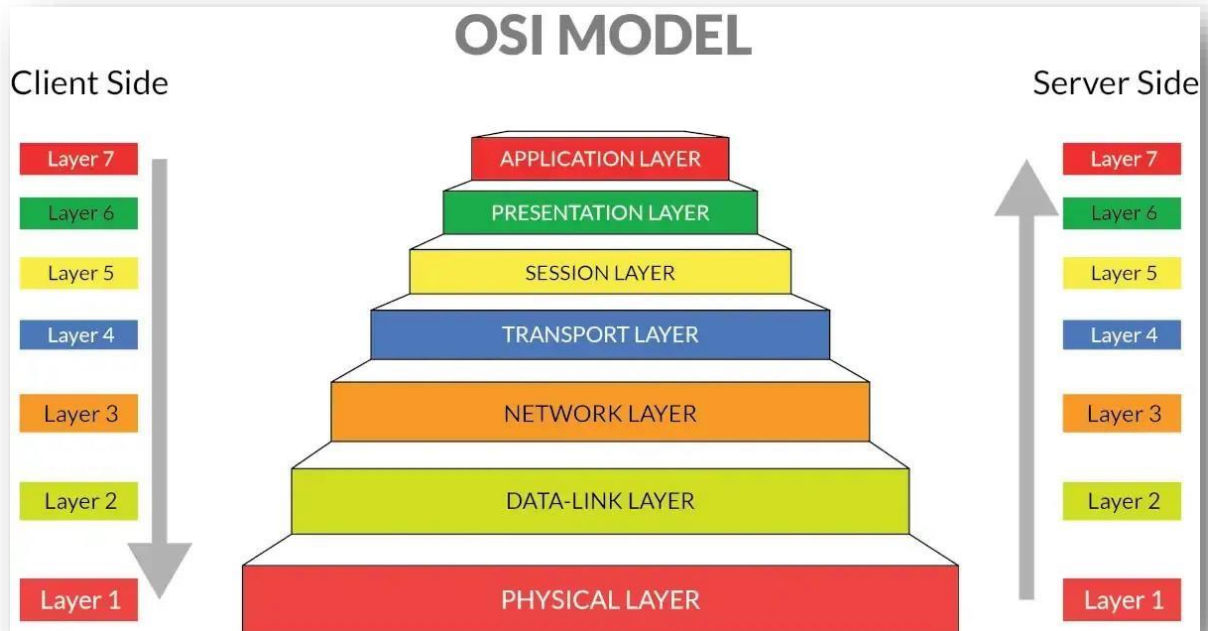 OSI MODEL
Client Side
Server Side
Layer 7
APPLICATION LAYER
Layer 7
Layer 6
PRESENTATION LAYER
Layer 6
Layer 5
SESSION LAYER
Layer 5
Layer 4
TRANSPORT LAYER
Layer 4
Layer 3
NETWORK LAYER
Layer 3
Layer 2
DATA-LINK LAYER
Layer 2
Layer 1
PHYSICAL LAYER
Layer 1